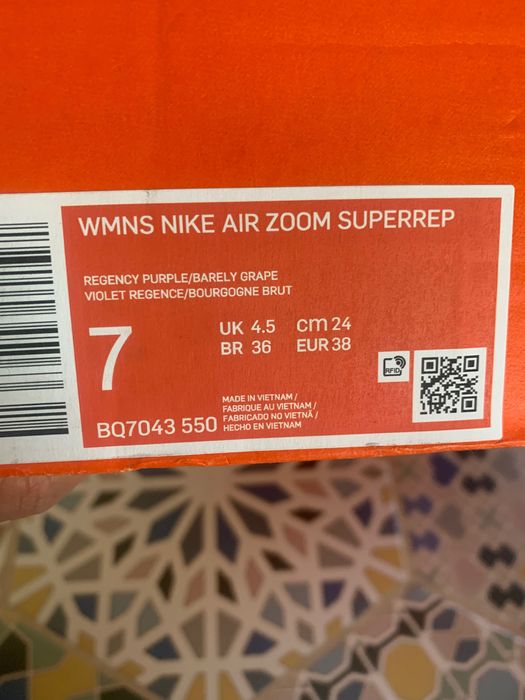 WMNS NIKE AIR ZOOM SUPERREP
REGENCY PURPLE/BARELY GRAPE
VIOLET REGENCE/BOURGOGNE BRUT
7
UK 4.5 cm 24
BR 36 EUR 38
RFID
MADE IN VIETNAM /
FABRIQUE AU VIETNAM /
FABRICADO NO VIETNÃ /
HECHO EN VIETNAM
BQ7043 550